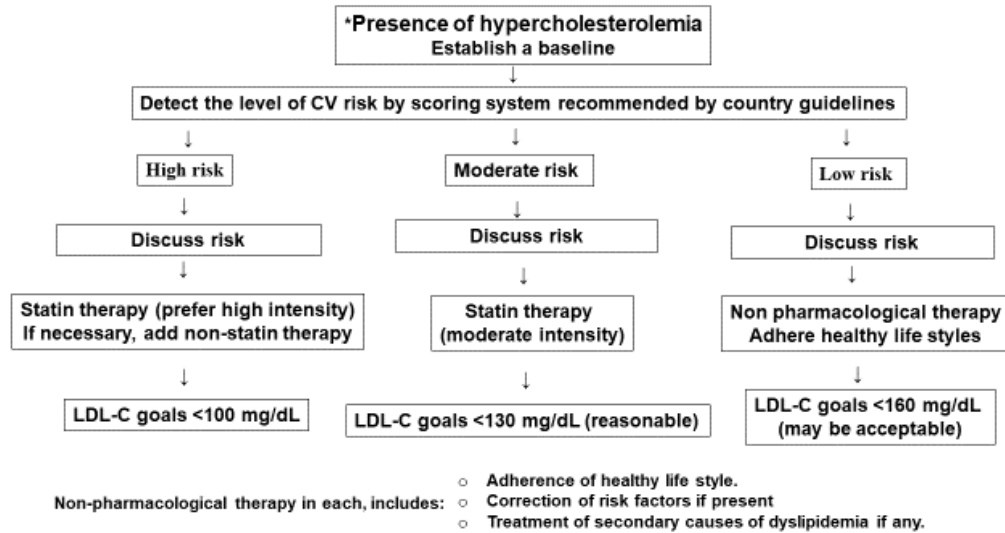 *Presence of hypercholesterolemia
Establish a baseline
↓
Detect the level of CV risk by scoring system recommended by country guidelines
↓ ↓ ↓
High risk
Moderate risk
Low risk
↓ ↓ ↓
Discuss risk
Discuss risk
Discuss risk
↓ ↓ ↓
Statin therapy (prefer high intensity)
If necessary, add non-statin therapy
Statin therapy
(moderate intensity)
Non pharmacological therapy
Adhere healthy life styles
↓ ↓ ↓
LDL-C goals <100 mg/dL
LDL-C goals <130 mg/dL (reasonable)
LDL-C goals <160 mg/dL
(may be acceptable)
Non-pharmacological therapy in each, includes:
○ Adherence of healthy life style.
○ Correction of risk factors if present
○ Treatment of secondary causes of dyslipidemia if any.